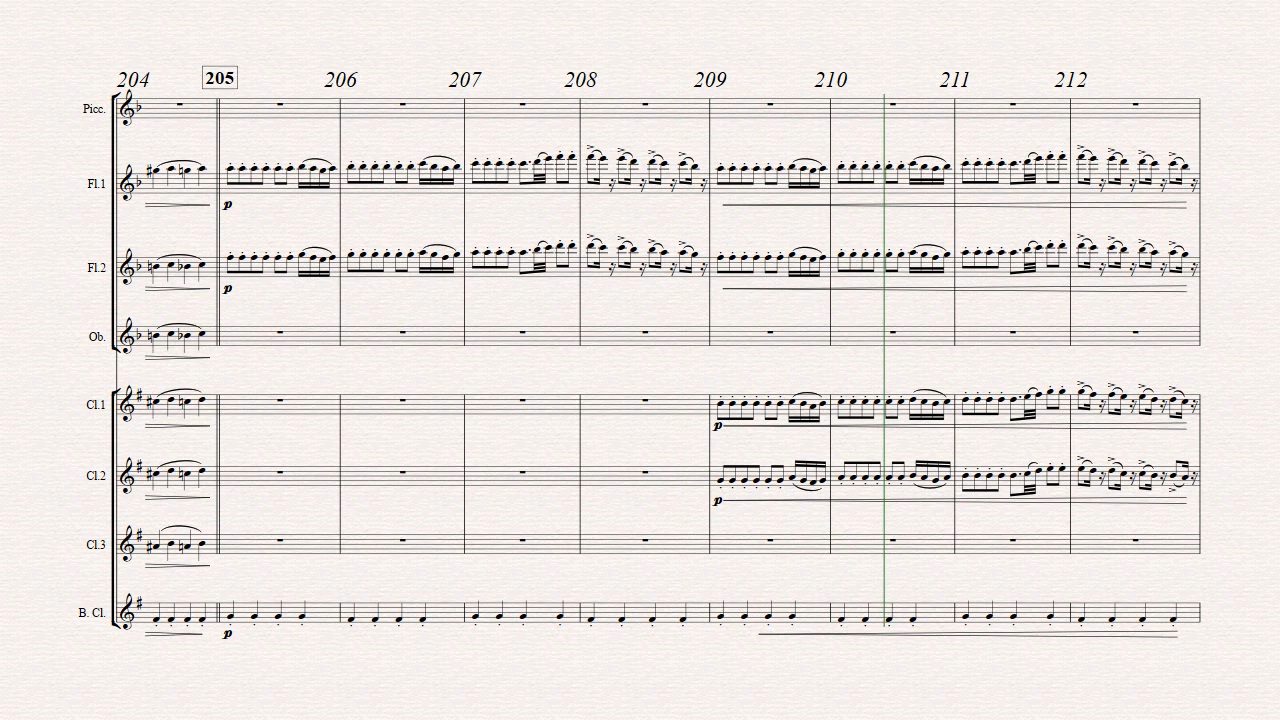 204 205 206 207 208 209 210 211 212
Picc.
Fl.1
p
Fl.2
p
Ob.
Cl.1
p
Cl.2
p
Cl.3
B. Cl.
p